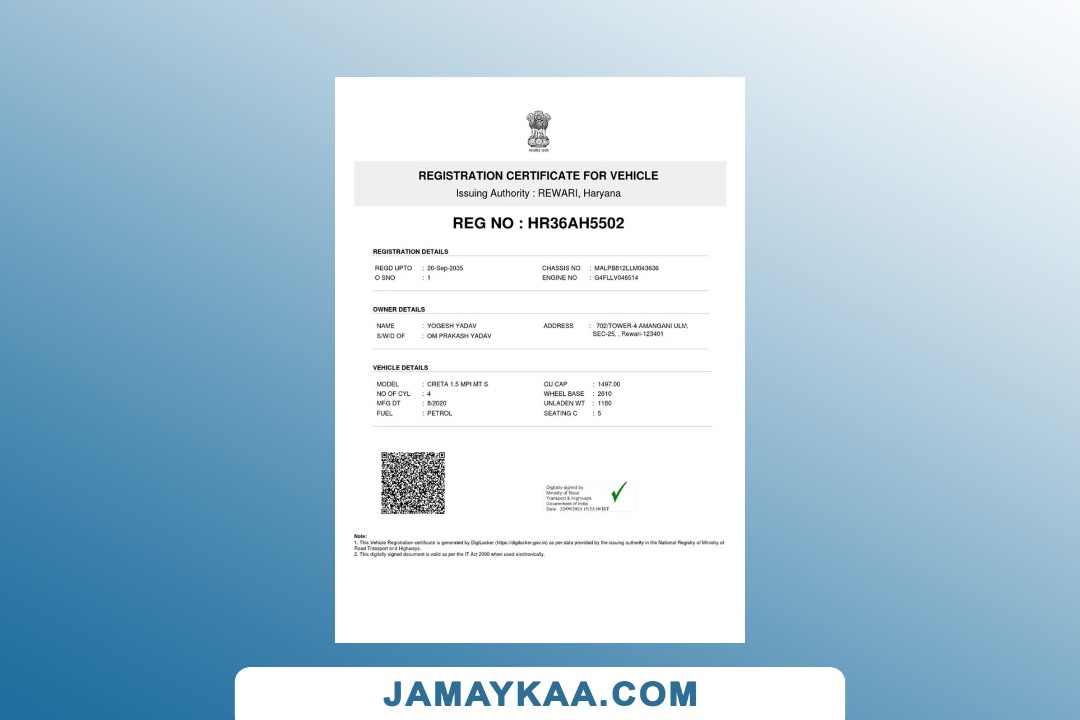 सत्यमेव जयते
REGISTRATION CERTIFICATE FOR VEHICLE
Issuing Authority : REWARI, Haryana
REG NO : HR36AH5502
REGISTRATION DETAILS
REGD UPTO : 20-Sep-2035 CHASSIS NO : MALPB812LLM043636
O SNO : 1 ENGINE NO : G4FLLV046514
OWNER DETAILS
NAME : YOGESH YADAV ADDRESS : 702/TOWER-4 AMANGANI ULM,
S/W/D OF : OM PRAKASH YADAV SEC-25, , Rewari-123401
VEHICLE DETAILS
MODEL : CRETA 1.5 MPI MT S CU CAP : 1497.00
NO OF CYL : 4 WHEEL BASE : 2610
MFG DT : 8/2020 UNLADEN WT : 1180
FUEL : PETROL SEATING C : 5
Digitally signed by
Ministry of Road
Transport & Highways
Government of India
Date:
Note:
1. This Vehicle Registration certificate is generated by DigiLocker (https://digilocker.gov.in) as per data provided by the issuing authority in the National Registry of Ministry of
Road Transport and Highways.
2. This digitally signed document is valid as per the IT Act 2000 when used electronically.
JAMAYKAA.COM